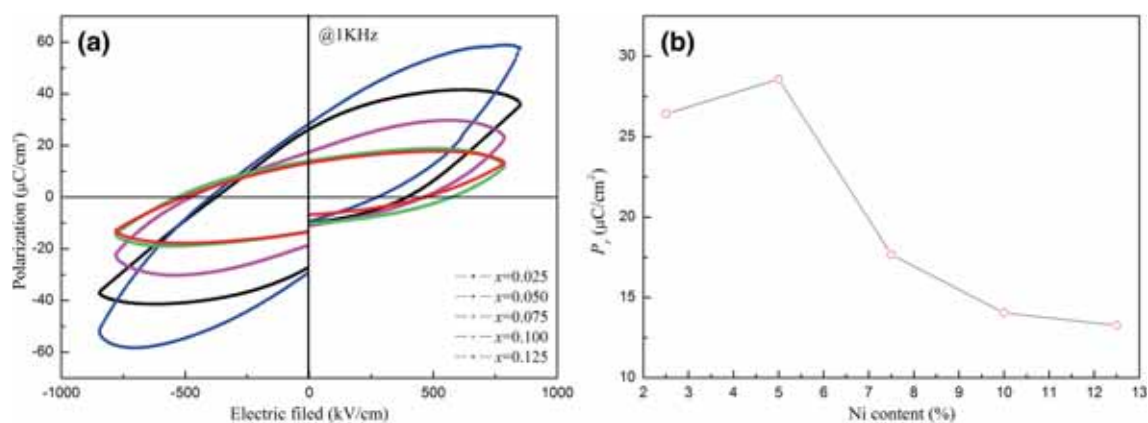 (a)
@1KHz
60
40
20
0
-20
-40
-60
Polarization (μC/cm²)
x=0.025
x=0.050
x=0.075
x=0.100
x=0.125
-1000 -500 0 500 1000
Electric filed (kV/cm)
(b)
30
25
20
15
10
Pr (μC/cm²)
2 3 4 5 6 7 8 9 10 11 12 13
Ni content (%)